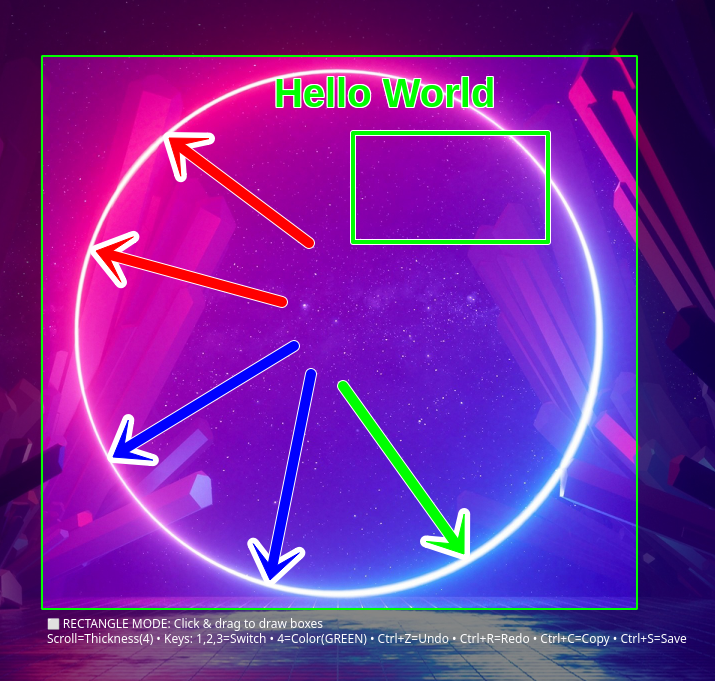 Hello World
RECTANGLE MODE: Click & drag to draw boxes
Scroll=Thickness(4) • Keys: 1,2,3=Switch • 4=Color(GREEN) • Ctrl+Z=Undo • Ctrl+R=Redo • Ctrl+C=Copy • Ctrl+S=Save